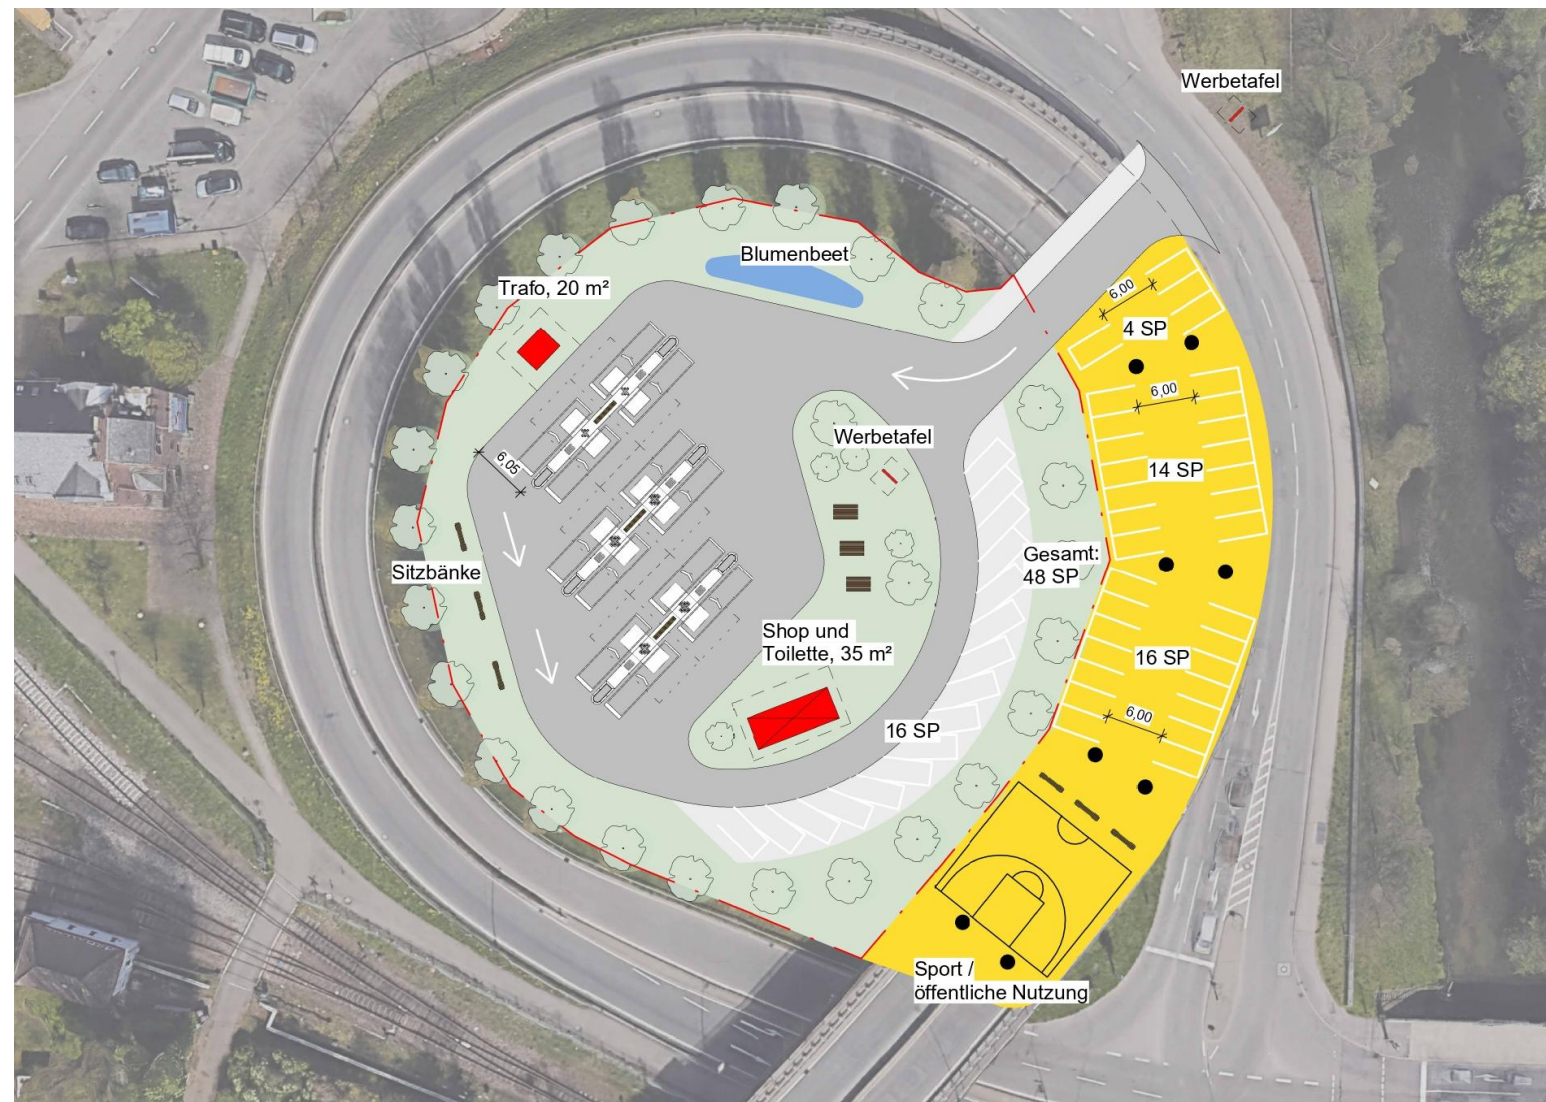 Werbetafel
Blumenbeet
Trafo, 20 m²
6,00
4 SP
6,00
Werbetafel
6,05
14 SP
Gesamt:
48 SP
Sitzbänke
Shop und
Toilette, 35 m²
16 SP
6,00
16 SP
Sport /
öffentliche Nutzung